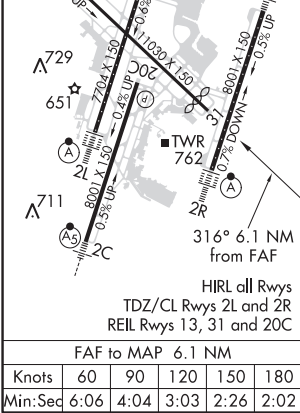 729
651
7704 X 150
0.6%
11030 X 150
20C
0.4% UP
P
8001 X 150
0.5% UP
31
TWR
762
A
2L
8001 X 150
0.5% UP
0.7% DOWN
711
A5
2C
2R
A
316° 6.1 NM
from FAF
HIRL all Rwys
TDZ/CL Rwys 2L and 2R
REIL Rwys 13, 31 and 20C
FAF to MAP 6.1 NM
Knots 60 90 120 150 180
Min:Sec 6:06 4:04 3:03 2:26 2:02